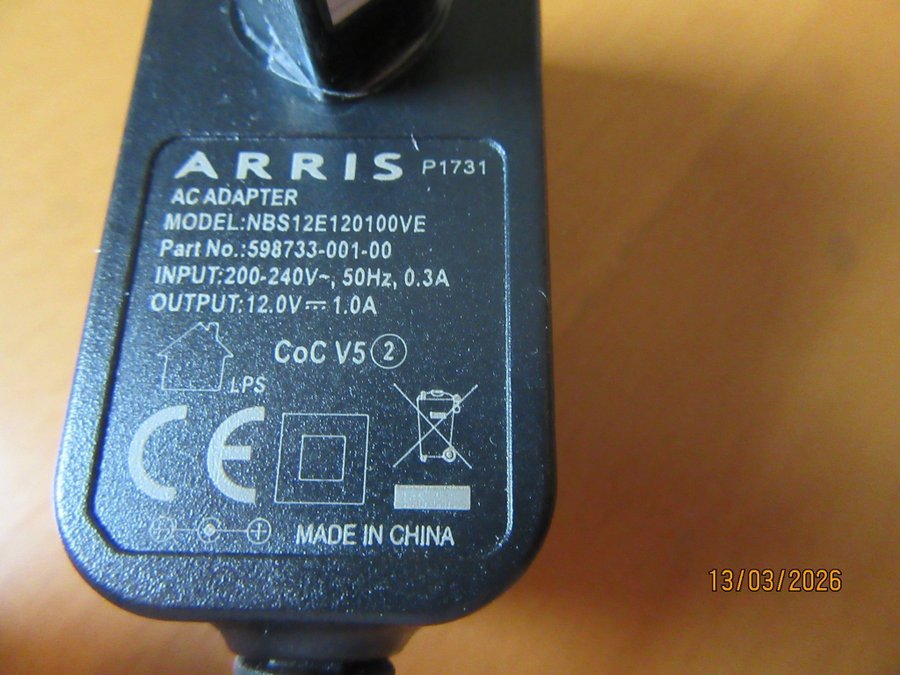 ARRIS P1731
AC ADAPTER
MODEL:NBS12E120100VE
Part No.:598733-001-00
INPUT:200-240V~, 50Hz, 0.3A
OUTPUT:12.0V⎓1.0A
CoC V5 ②
LPS
CE
MADE IN CHINA
13/03/2026